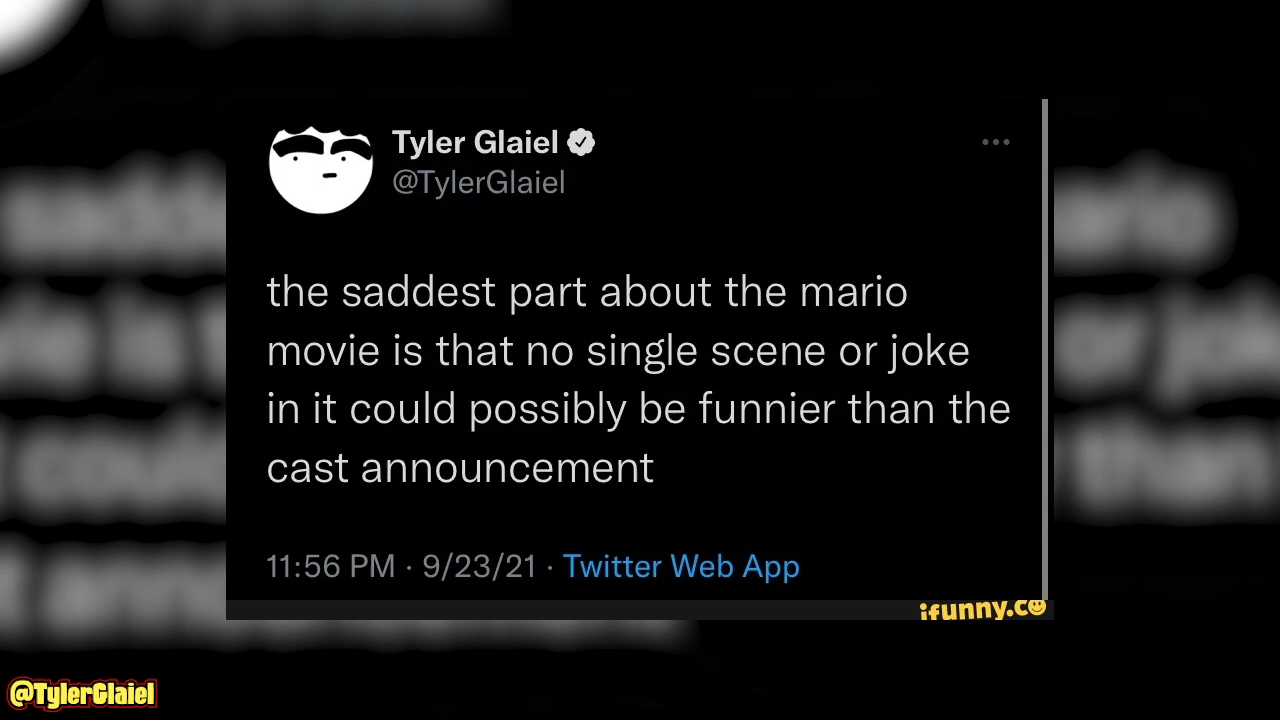 Tyler Glaiel
@TylerGlaiel
the saddest part about the mario
movie is that no single scene or joke
in it could possibly be funnier than the
cast announcement
11:56 PM · 9/23/21 · Twitter Web App
ifunny.co
@TylerGlaiel